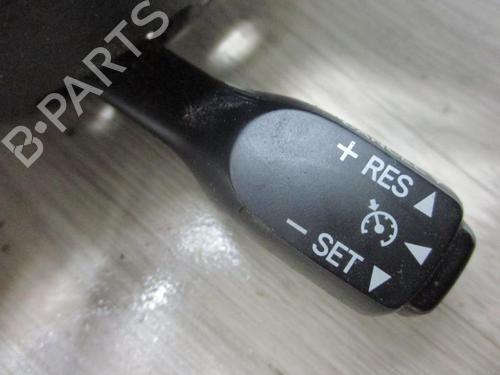 B-PARTS
+ RES ▲
- SET ▼